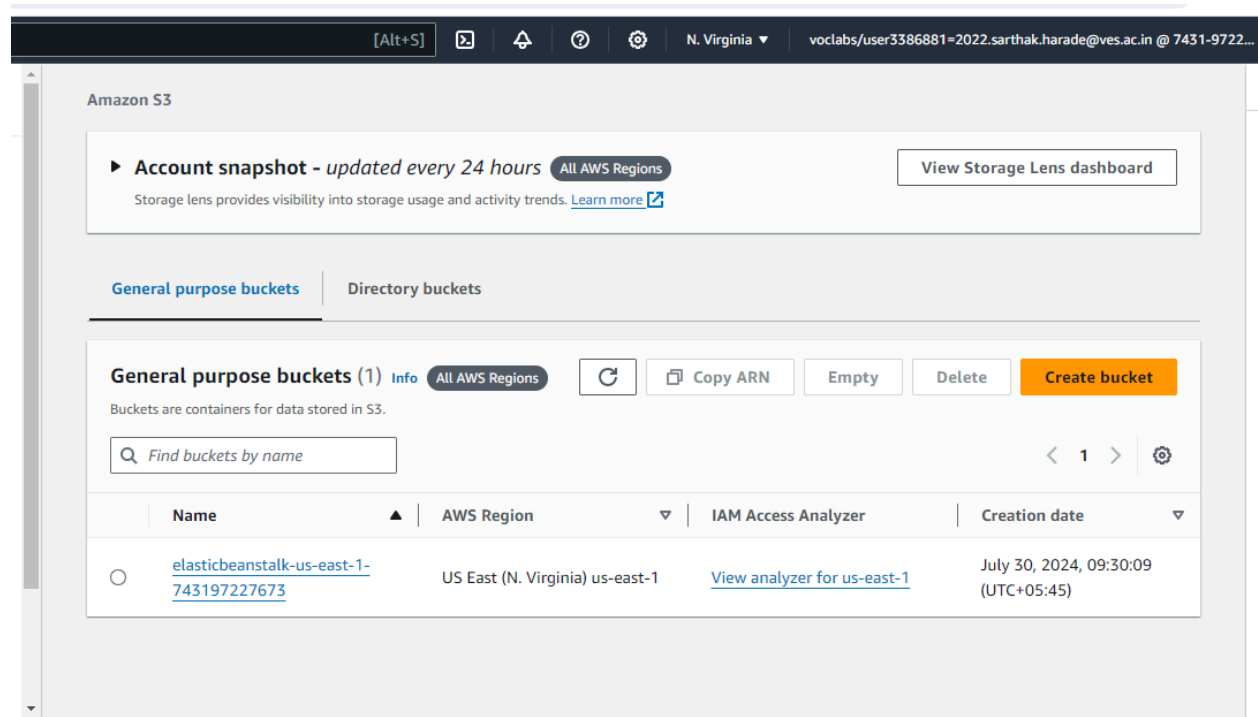 [Alt+S] N. Virginia ▼ voclabs/user3386881=2022.sarthak.harade@ves.ac.in @ 7431-9722...
Amazon S3
Account snapshot - updated every 24 hours All AWS Regions View Storage Lens dashboard
Storage lens provides visibility into storage usage and activity trends. Learn more
General purpose buckets Directory buckets
General purpose buckets (1) Info All AWS Regions Copy ARN Empty Delete Create bucket
Buckets are containers for data stored in S3.
Find buckets by name 1
Name AWS Region IAM Access Analyzer Creation date
elasticbeanstalk-us-east-1-
743197227673
US East (N. Virginia) us-east-1
View analyzer for us-east-1
July 30, 2024, 09:30:09
(UTC+05:45)